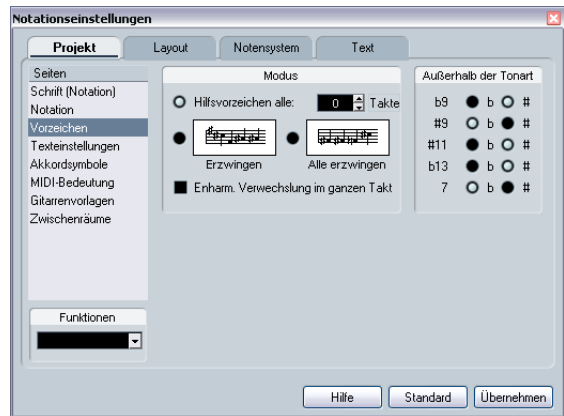 Notationseinstellungen
Projekt Layout Notensystem Text
Seiten
Schrift (Notation)
Notation
Vorzeichen
Texteinstellungen
Akkordsymbole
MIDI-Bedeutung
Gitarrenvorlagen
Zwischenräume
Funktionen
Modus
Hilfsvorzeichen alle: 0 Takte
Erzwingen Alle erzwingen
Enharm. Verwechslung im ganzen Takt
Außerhalb der Tonart
b9 b #
#9 b #
#11 b #
b13 b #
7 b #
Hilfe Standard Übernehmen